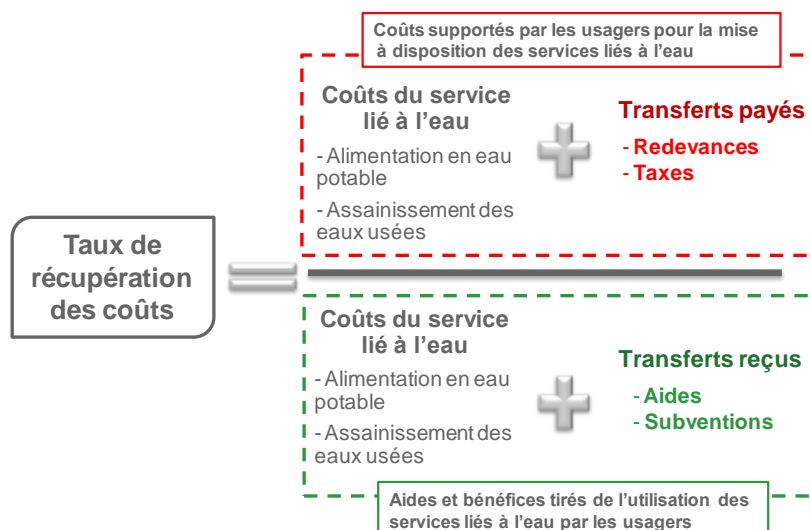 Coûts supportés par les usagers pour la mise
à disposition des services liés à l'eau
Coûts du service
lié à l'eau
- Alimentation en eau
potable
- Assainissement des
eaux usées
Transferts payés
- Redevances
- Taxes
Taux de
récupération
des coûts
Coûts du service
lié à l'eau
- Alimentation en eau
potable
- Assainissement des
eaux usées
Transferts reçus
- Aides
- Subventions
Aides et bénéfices tirés de l'utilisation des
services liés à l'eau par les usagers